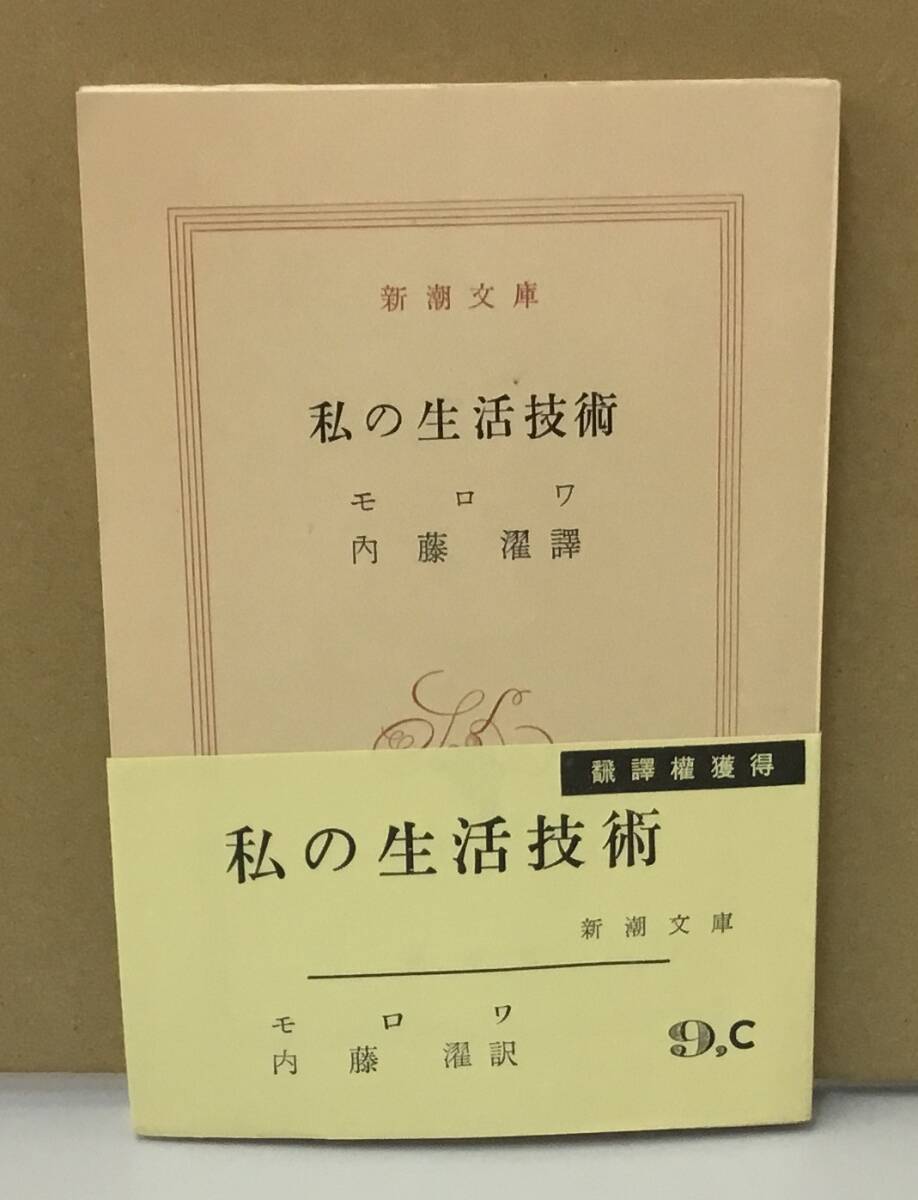 新潮文庫
私の生活技術
モロワ
内藤 濯譯
飜譯權獲得
私の生活技術
新潮文庫
モロワ
内藤 濯訳
9,C